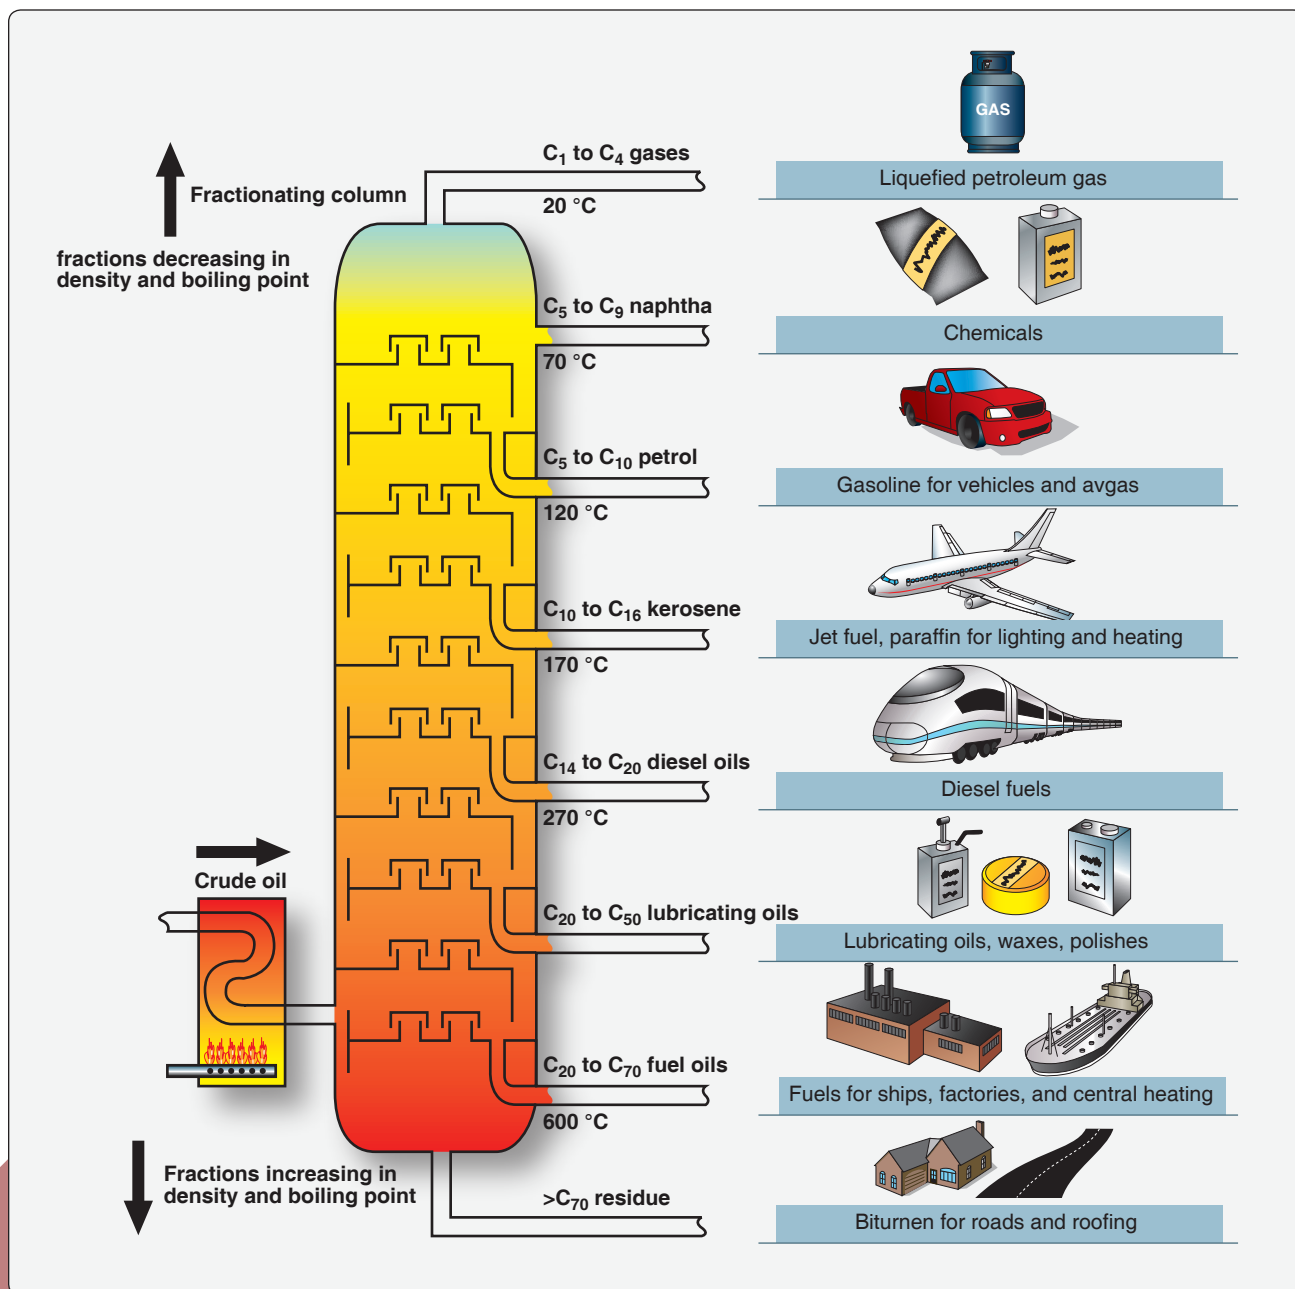 GAS
C₁ to C₄ gases
Liquefied petroleum gas
Fractionating column
20 °C
fractions decreasing in
density and boiling point
C₅ to C₉ naphtha
Chemicals
70 °C
C₅ to C₁₀ petrol
Gasoline for vehicles and avgas
120 °C
C₁₀ to C₁₆ kerosene
Jet fuel, paraffin for lighting and heating
170 °C
C₁₄ to C₂₀ diesel oils
Diesel fuels
270 °C
Crude oil
C₂₀ to C₅₀ lubricating oils
Lubricating oils, waxes, polishes
C₂₀ to C₇₀ fuel oils
Fuels for ships, factories, and central heating
600 °C
Fractions increasing in
density and boiling point
>C₇₀ residue
Biturnen for roads and roofing